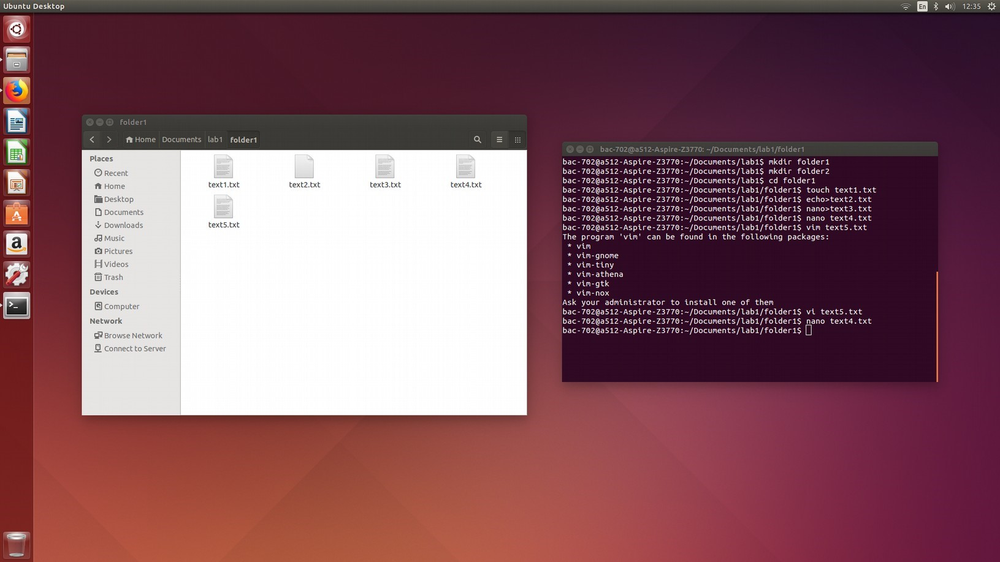 Ubuntu Desktop
En
12:35
folder1
Home Documents lab1 folder1
Places
Recent
Home
Desktop
Documents
Downloads
Music
Pictures
Videos
Trash
Devices
Computer
Network
Browse Network
Connect to Server
text1.txt text2.txt text3.txt text4.txt
text5.txt
bac-702@a512-Aspire-Z3770: ~/Documents/lab1/folder1
bac-702@a512-Aspire-Z3770:~/Documents/lab1$ mkdir folder1
bac-702@a512-Aspire-Z3770:~/Documents/lab1$ mkdir folder2
bac-702@a512-Aspire-Z3770:~/Documents/lab1$ cd folder1
bac-702@a512-Aspire-Z3770:~/Documents/lab1/folder1$ touch text1.txt
bac-702@a512-Aspire-Z3770:~/Documents/lab1/folder1$ echo>text2.txt
bac-702@a512-Aspire-Z3770:~/Documents/lab1/folder1$ nano>text3.txt
bac-702@a512-Aspire-Z3770:~/Documents/lab1/folder1$ nano text4.txt
bac-702@a512-Aspire-Z3770:~/Documents/lab1/folder1$ vim text5.txt
The program 'vim' can be found in the following packages:
* vim
* vim-gnome
* vim-tiny
* vim-athena
* vim-gtk
* vim-nox
Ask your administrator to install one of them
bac-702@a512-Aspire-Z3770:~/Documents/lab1/folder1$ vi text5.txt
bac-702@a512-Aspire-Z3770:~/Documents/lab1/folder1$ nano text4.txt
bac-702@a512-Aspire-Z3770:~/Documents/lab1/folder1$